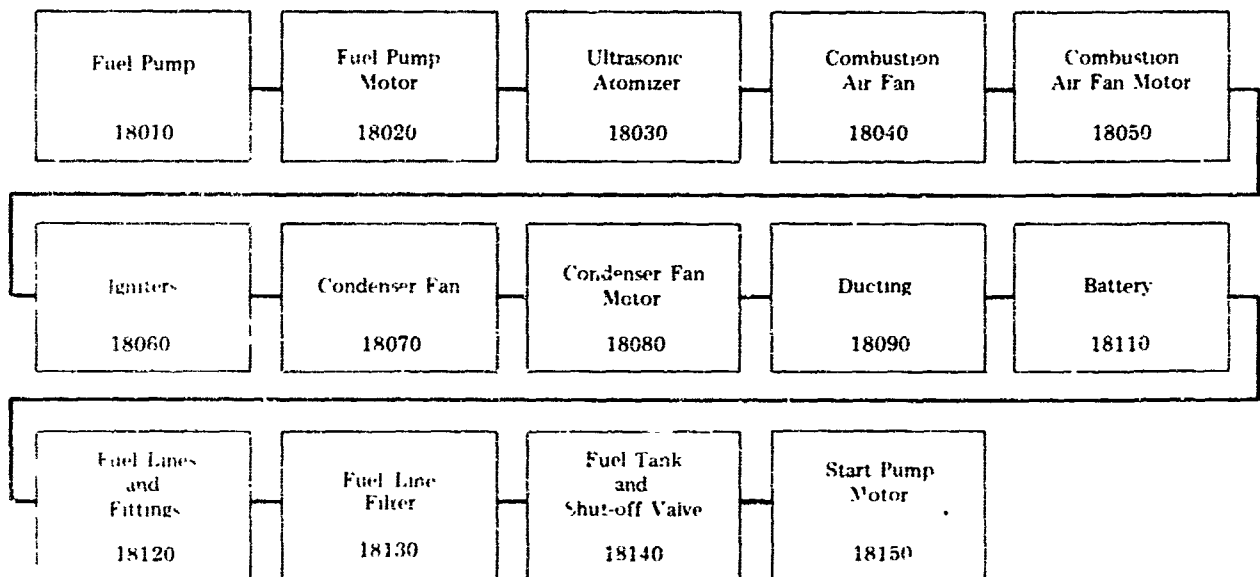 Fuel Pump
18010
Fuel Pump
Motor
18020
Ultrasonic
Atomizer
18030
Combustion
Air Fan
18040
Combustion
Air Fan Motor
18050
Igniters
18060
Condenser Fan
18070
Condenser Fan
Motor
18080
Ducting
18090
Battery
18110
Fuel Lines
and
Fittings
18120
Fuel Line
Filter
18130
Fuel Tank
and
Shut-off Valve
18140
Start Pump
Motor
18150